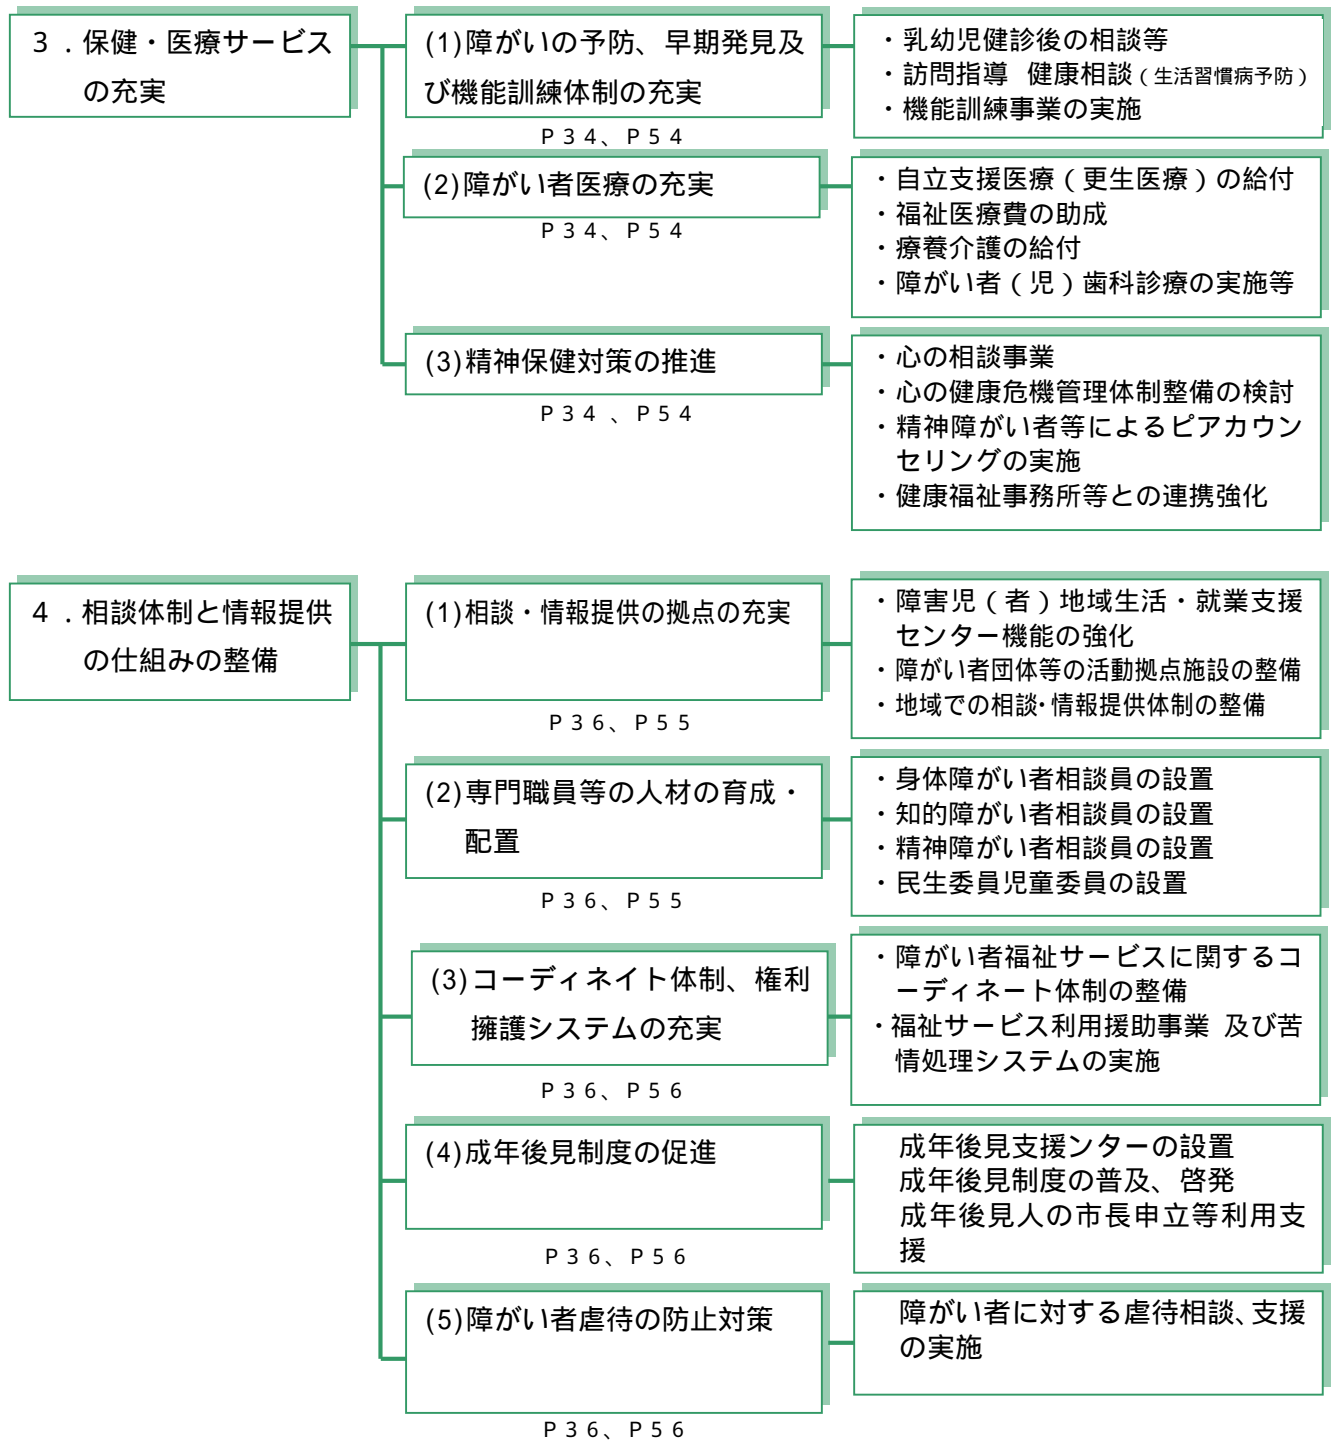 ３．保健・医療サービス
の充実
(1)障がいの予防、早期発見及
び機能訓練体制の充実
Ｐ３４、Ｐ５４
・乳幼児健診後の相談等
・訪問指導　健康相談（生活習慣病予防）
・機能訓練事業の実施
(2)障がい者医療の充実
Ｐ３４、Ｐ５４
・自立支援医療（更生医療）の給付
・福祉医療費の助成
・療養介護の給付
・障がい者（児）歯科診療の実施等
(3)精神保健対策の推進
Ｐ３４、Ｐ５４
・心の相談事業
・心の健康危機管理体制整備の検討
・精神障がい者等によるピアカウン
セリングの実施
・健康福祉事務所等との連携強化
４．相談体制と情報提供
の仕組みの整備
(1)相談・情報提供の拠点の充実
Ｐ３６、Ｐ５５
・障害児（者）地域生活・就業支援
センター機能の強化
・障がい者団体等の活動拠点施設の整備
・地域での相談・情報提供体制の整備
(2)専門職員等の人材の育成・
配置
Ｐ３６、Ｐ５５
・身体障がい者相談員の設置
・知的障がい者相談員の設置
・精神障がい者相談員の設置
・民生委員児童委員の設置
(3)コーディネイト体制、権利
擁護システムの充実
Ｐ３６、Ｐ５６
・障がい者福祉サービスに関するコ
ーディネート体制の整備
・福祉サービス利用援助事業 及び苦
情処理システムの実施
(4)成年後見制度の促進
Ｐ３６、Ｐ５６
成年後見支援ンターの設置
成年後見制度の普及、啓発
成年後見人の市長申立等利用支
援
(5)障がい者虐待の防止対策
Ｐ３６、Ｐ５６
障がい者に対する虐待相談、支援
の実施